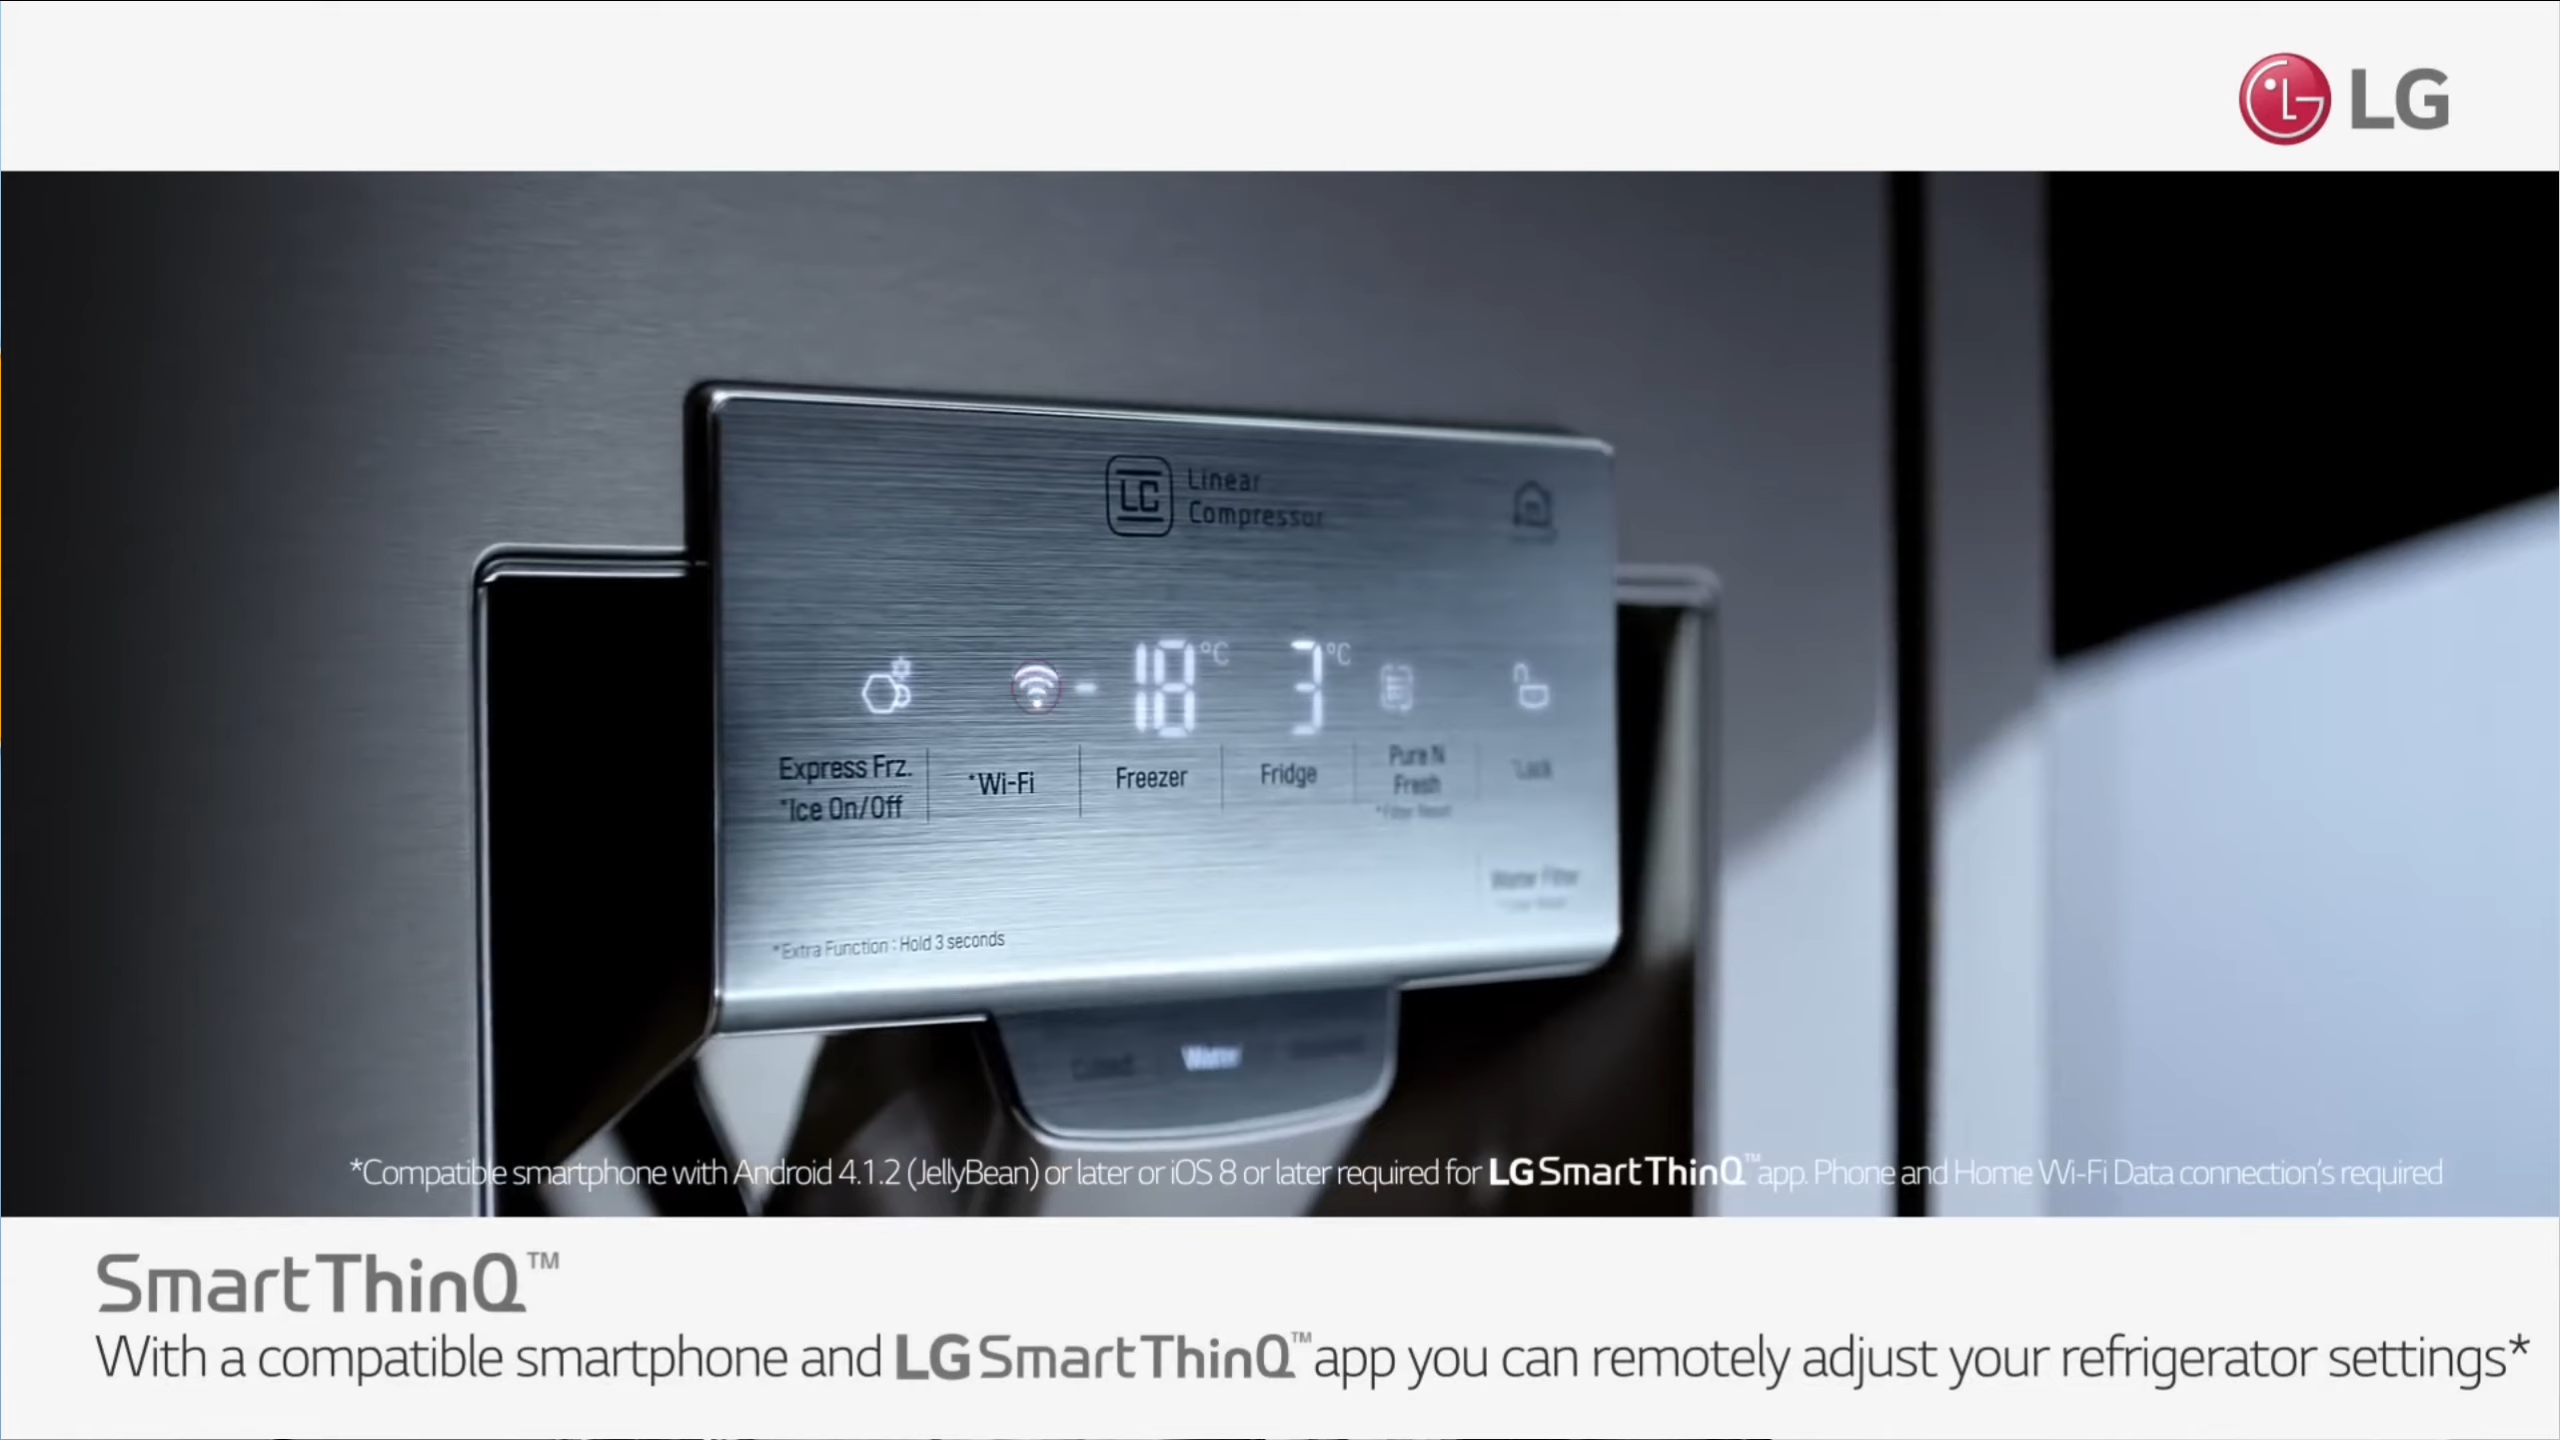 LG
LC Linear
Compressor
-18°C 3°C
Express Frz.
*Ice On/Off
*Wi-Fi
Freezer
Fridge
Pure N
Fresh
*Lock
Water Filter
*Extra Function : Hold 3 seconds
Water
*Compatible smartphone with Android 4.1.2 (JellyBean) or later or iOS 8 or later required for LG SmartThinQ™ app. Phone and Home Wi-Fi Data connection's required
SmartThinQ™
With a compatible smartphone and LG SmartThinQ™ app you can remotely adjust your refrigerator settings*